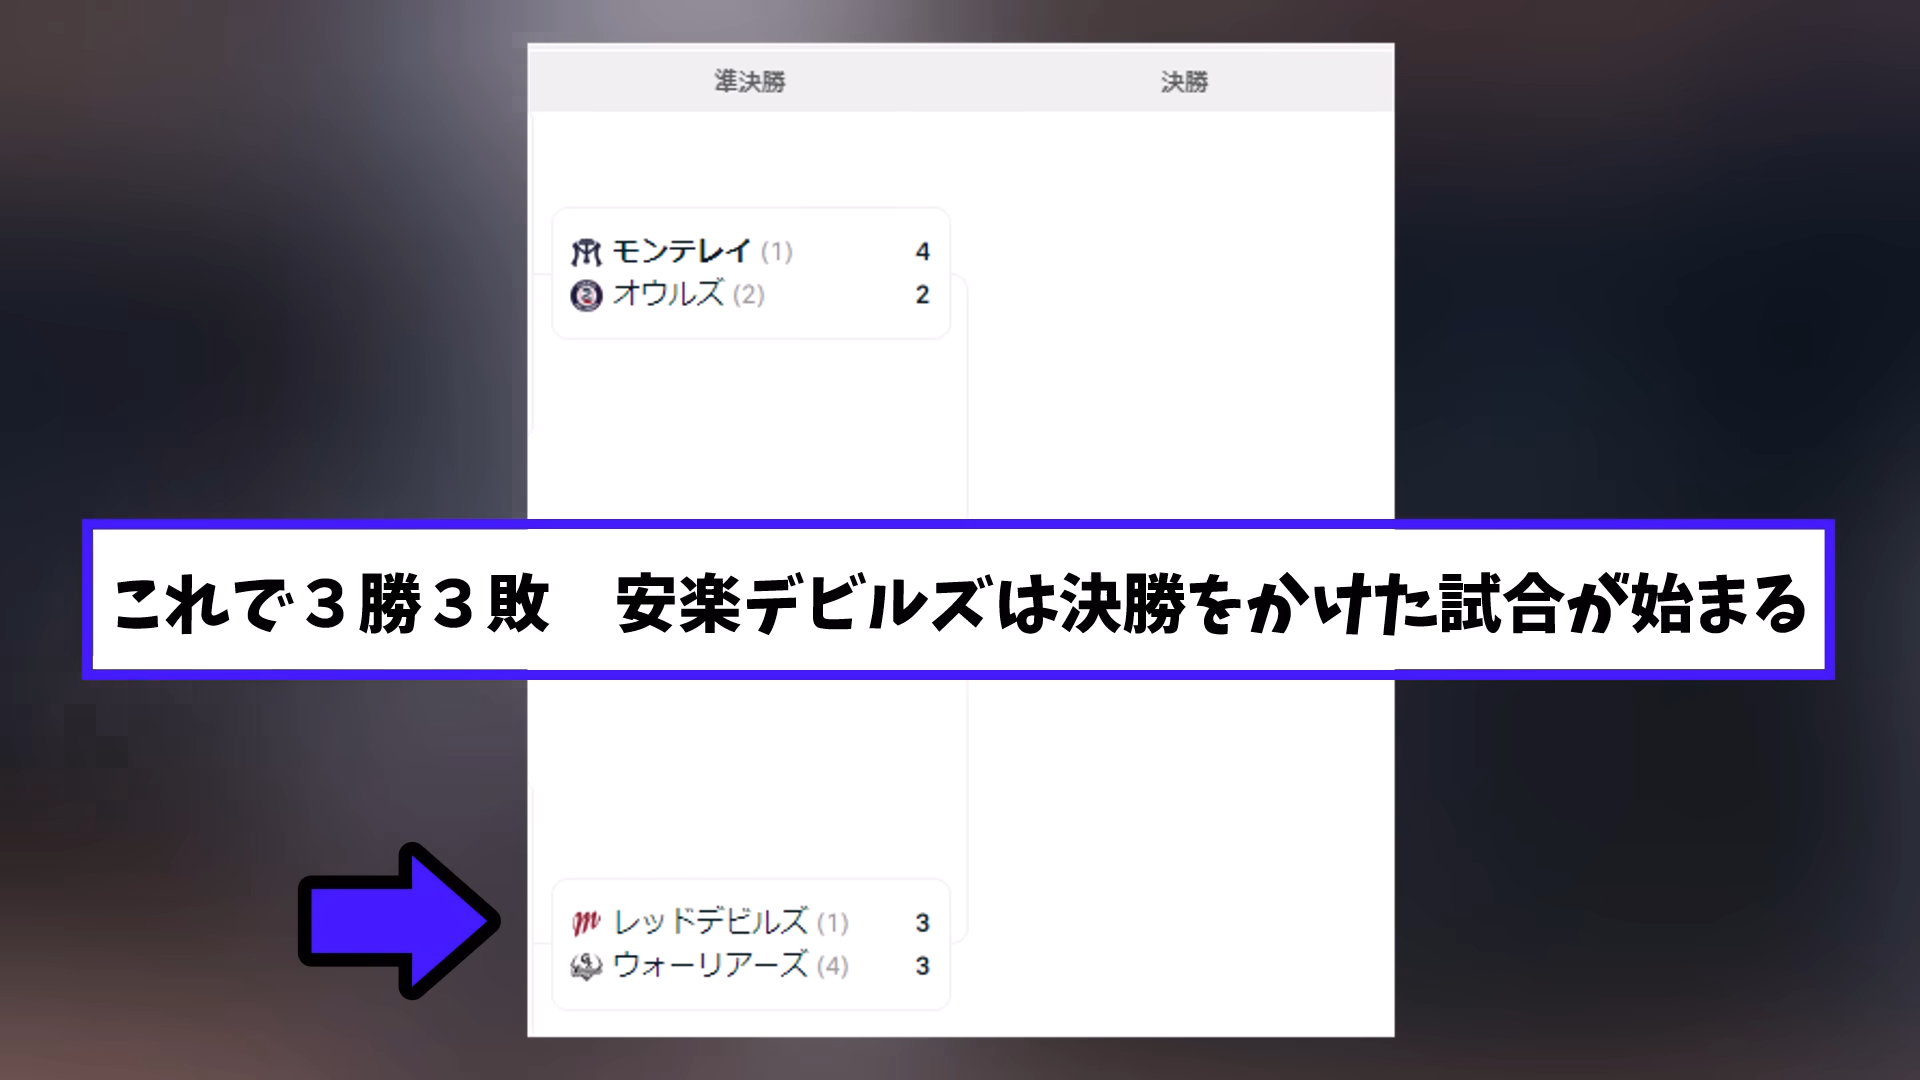 準決勝 決勝
モンテレイ (1) 4
オウルズ (2) 2
これで３勝３敗　安楽デビルズは決勝をかけた試合が始まる
レッドデビルズ (1) 3
ウォーリアーズ (4) 3